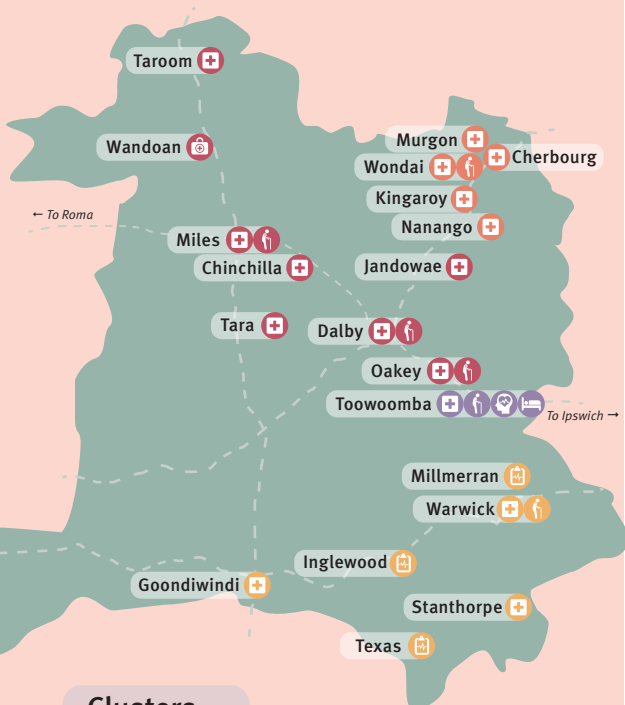 Taroom
Wandoan
Murgon
Cherbourg
Wondai
Kingaroy
← To Roma
Nanango
Miles
Chinchilla
Jandowae
Tara
Dalby
Oakey
Toowoomba
To Ipswich →
Millmerran
Warwick
Inglewood
Goondiwindi
Stanthorpe
Texas
Clusters